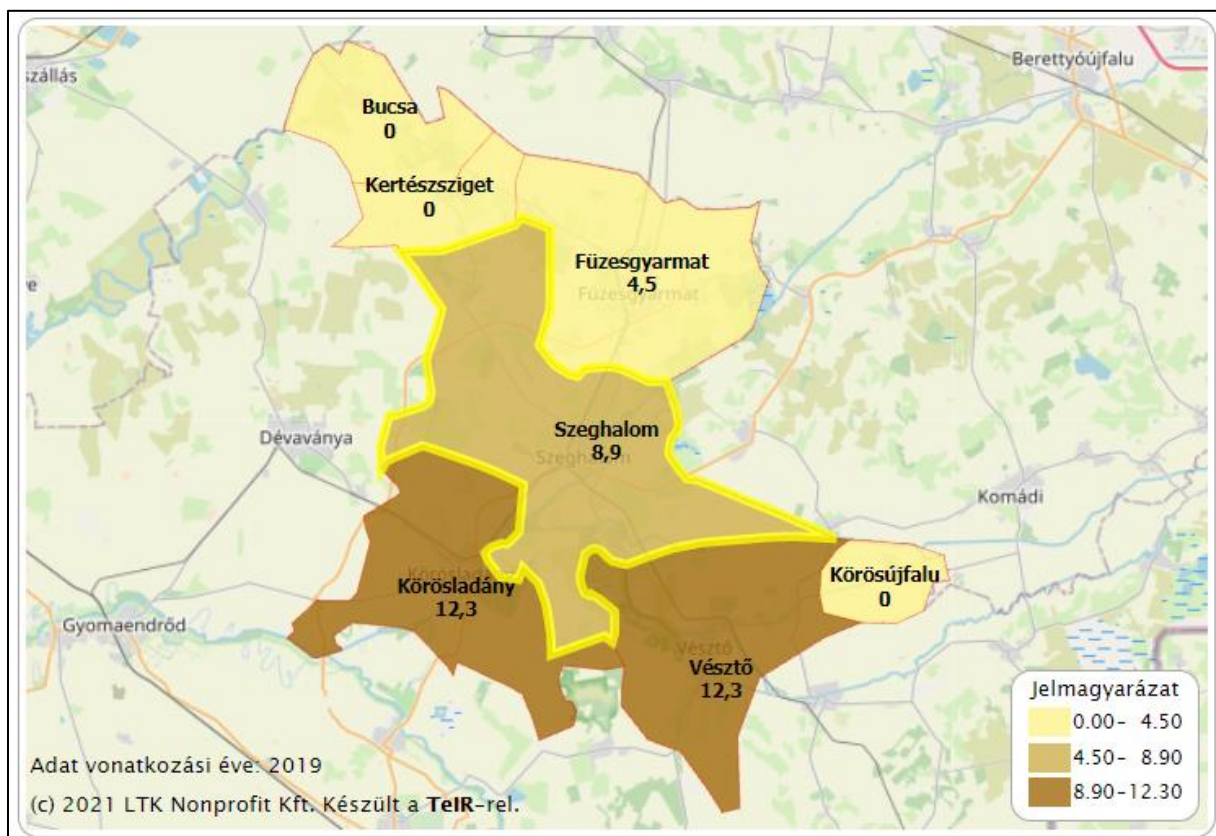 szállás
Berettyóújfalu
Bucsa
0
Kertészsziget
0
Füzesgyarmat
4,5
Füzesgyarmat
Szeghalom
8,9
Szeghalom
Dévaványa
Komádi
Körösladány
12,3
Körösújfalu
0
Gyomaendrőd
Vésztő
Vésztő
12,3
Jelmagyarázat
0.00- 4.50
4.50- 8.90
8.90-12.30
Adat vonatkozási éve: 2019
(c) 2021 LTK Nonprofit Kft. Készült a TeIR-rel.